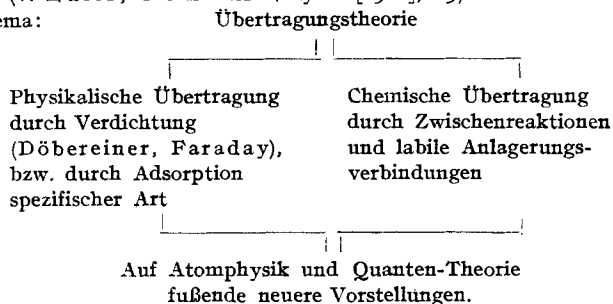 ema: Übertragungstheorie
Physikalische Übertragung
durch Verdichtung
(Döbereiner, Faraday),
bzw. durch Adsorption
spezifischer Art
Chemische Übertragung
durch Zwischenreaktionen
und labile Anlagerungs-
verbindungen
Auf Atomphysik und Quanten-Theorie
fußende neuere Vorstellungen.